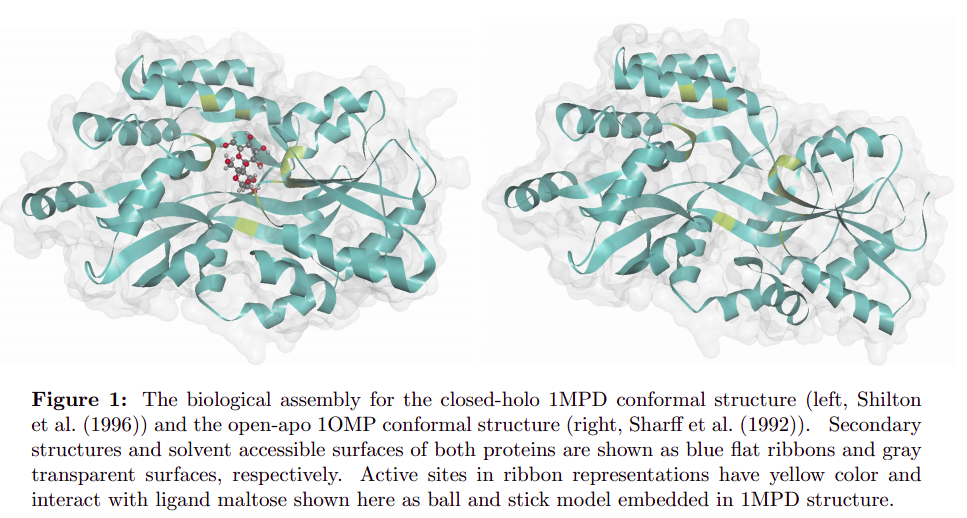 Figure 1: The biological assembly for the closed-holo 1MPD conformal structure (left, Shilton
et al. (1996)) and the open-apo 1OMP conformal structure (right, Sharff et al. (1992)). Secondary
structures and solvent accessible surfaces of both proteins are shown as blue flat ribbons and gray
transparent surfaces, respectively. Active sites in ribbon representations have yellow color and
interact with ligand maltose shown here as ball and stick model embedded in 1MPD structure.